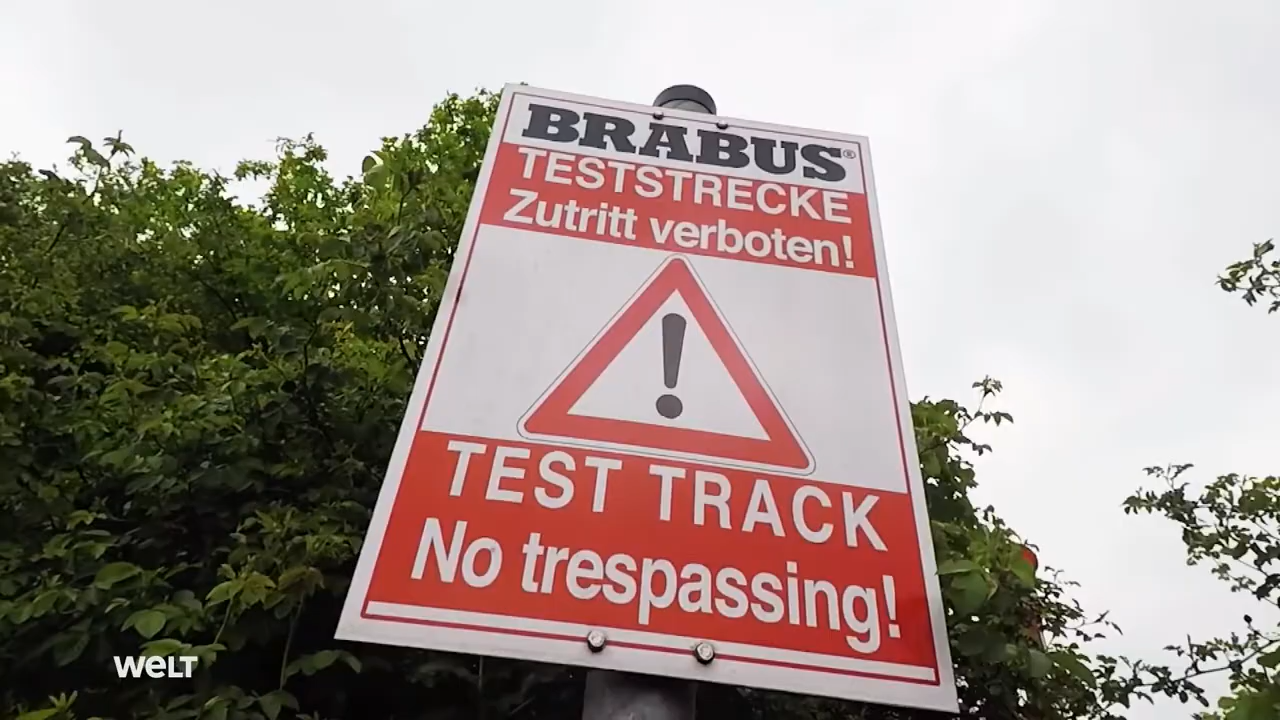 BRABUS®
TESTSTRECKE
Zutritt verboten!
!
TEST TRACK
No trespassing!
welt